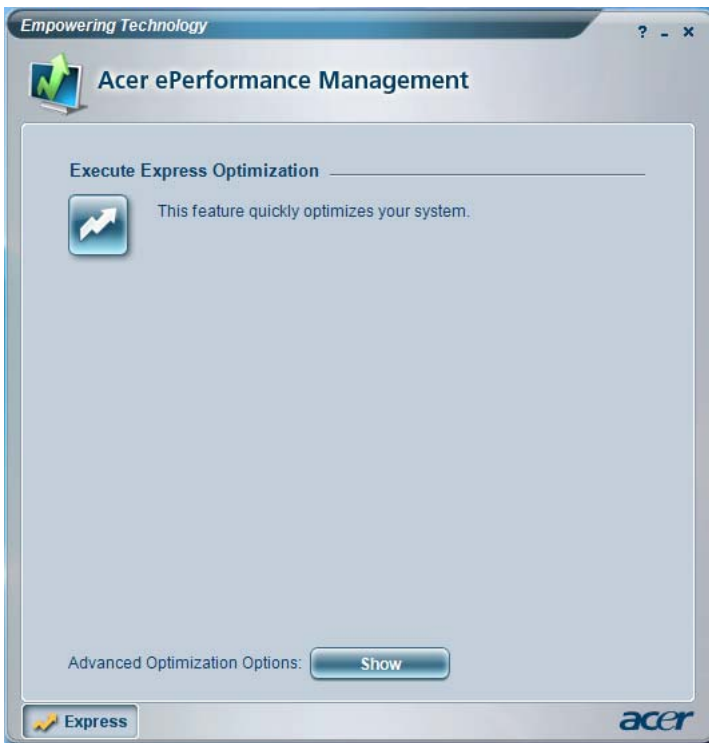 Empowering Technology
? - x
Acer ePerformance Management
Execute Express Optimization
This feature quickly optimizes your system.
Advanced Optimization Options: Show
Express
acer